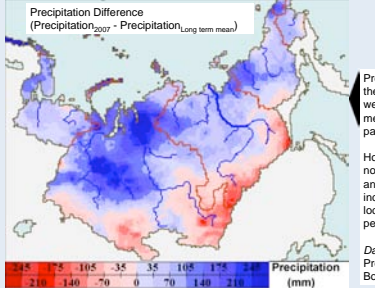 Precipitation Difference
(Precipitation2007 - Precipitation Long term mean)
Pr
the
we
me
pa
Ho
no
an
inc
loc
pe
Da
Pre
Bo
245 175 -105 -35 35 105 175 245 Precipitation
-210 -140 -70 0 70 140 210 (mm)